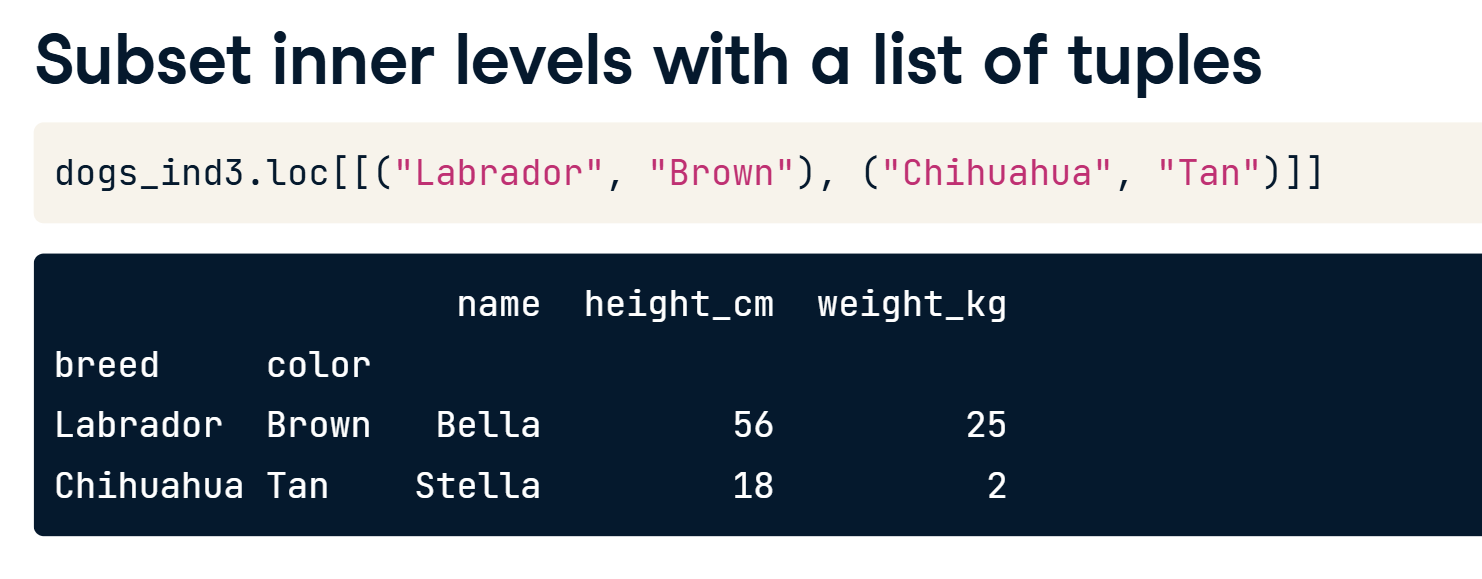 Subset inner levels with a list of tuples
dogs_ind3.loc[[("Labrador", "Brown"), ("Chihuahua", "Tan")]]
name height_cm weight_kg
breed color
Labrador Brown Bella 56 25
Chihuahua Tan Stella 18 2